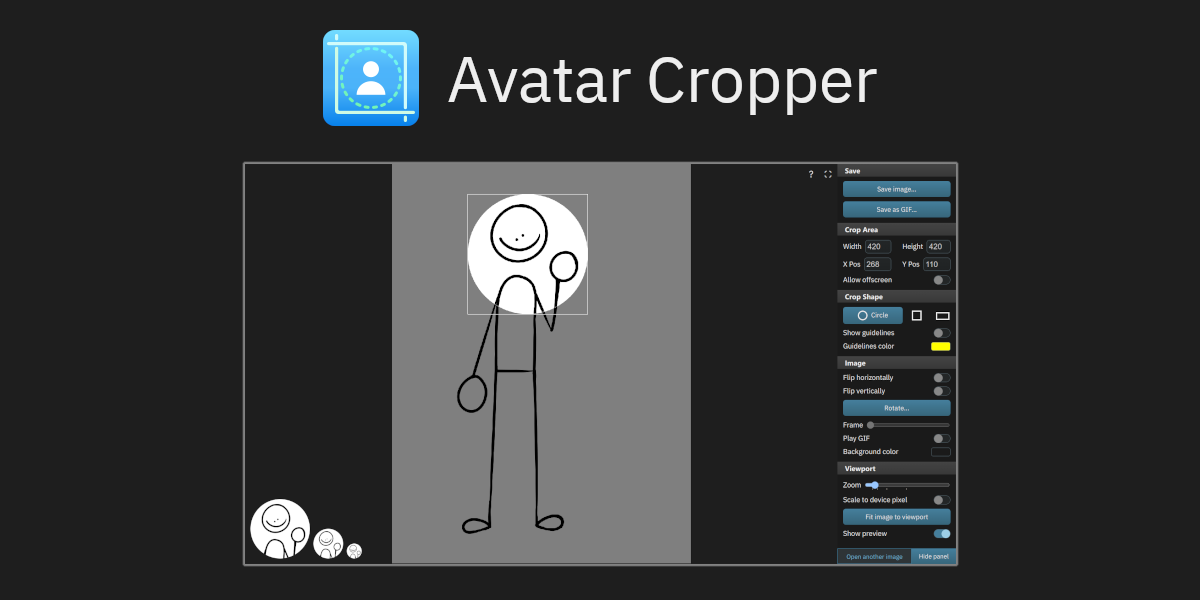 Avatar Cropper
?
Save
Save image...
Save as GIF...
Crop Area
Width 420 Height 420
X Pos 268 Y Pos 110
Allow offscreen
Crop Shape
Circle
Show guidelines
Guidelines color
Image
Flip horizontally
Flip vertically
Rotate...
Frame
Play GIF
Background color
Viewport
Zoom
Scale to device pixel
Fit image to viewport
Show preview
Open another image Hide panel